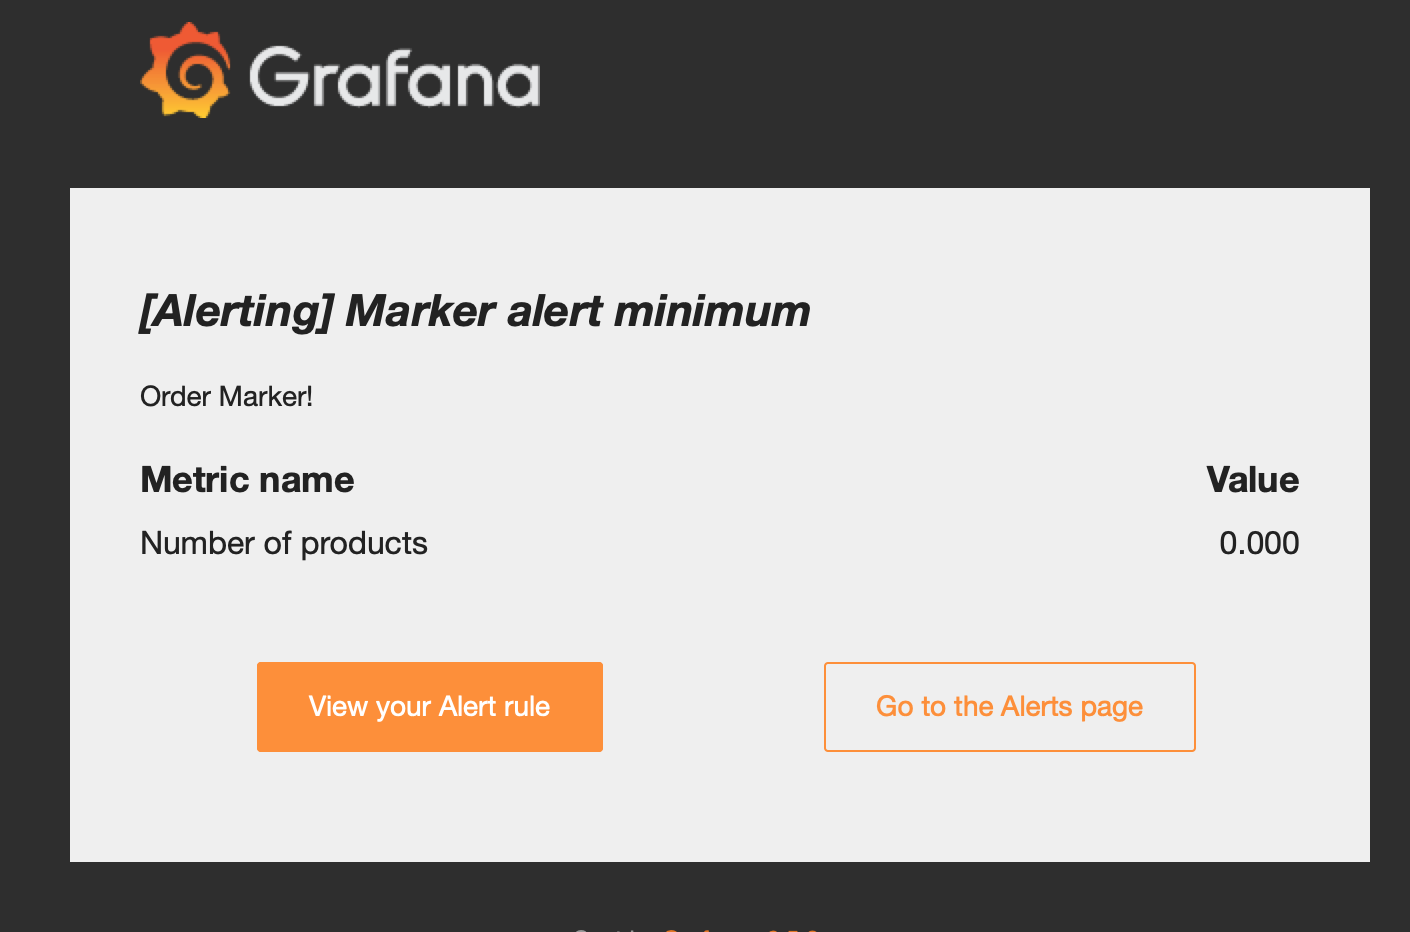 Grafana
[Alerting] Marker alert minimum
Order Marker!
Metric name Value
Number of products 0.000
View your Alert rule Go to the Alerts page